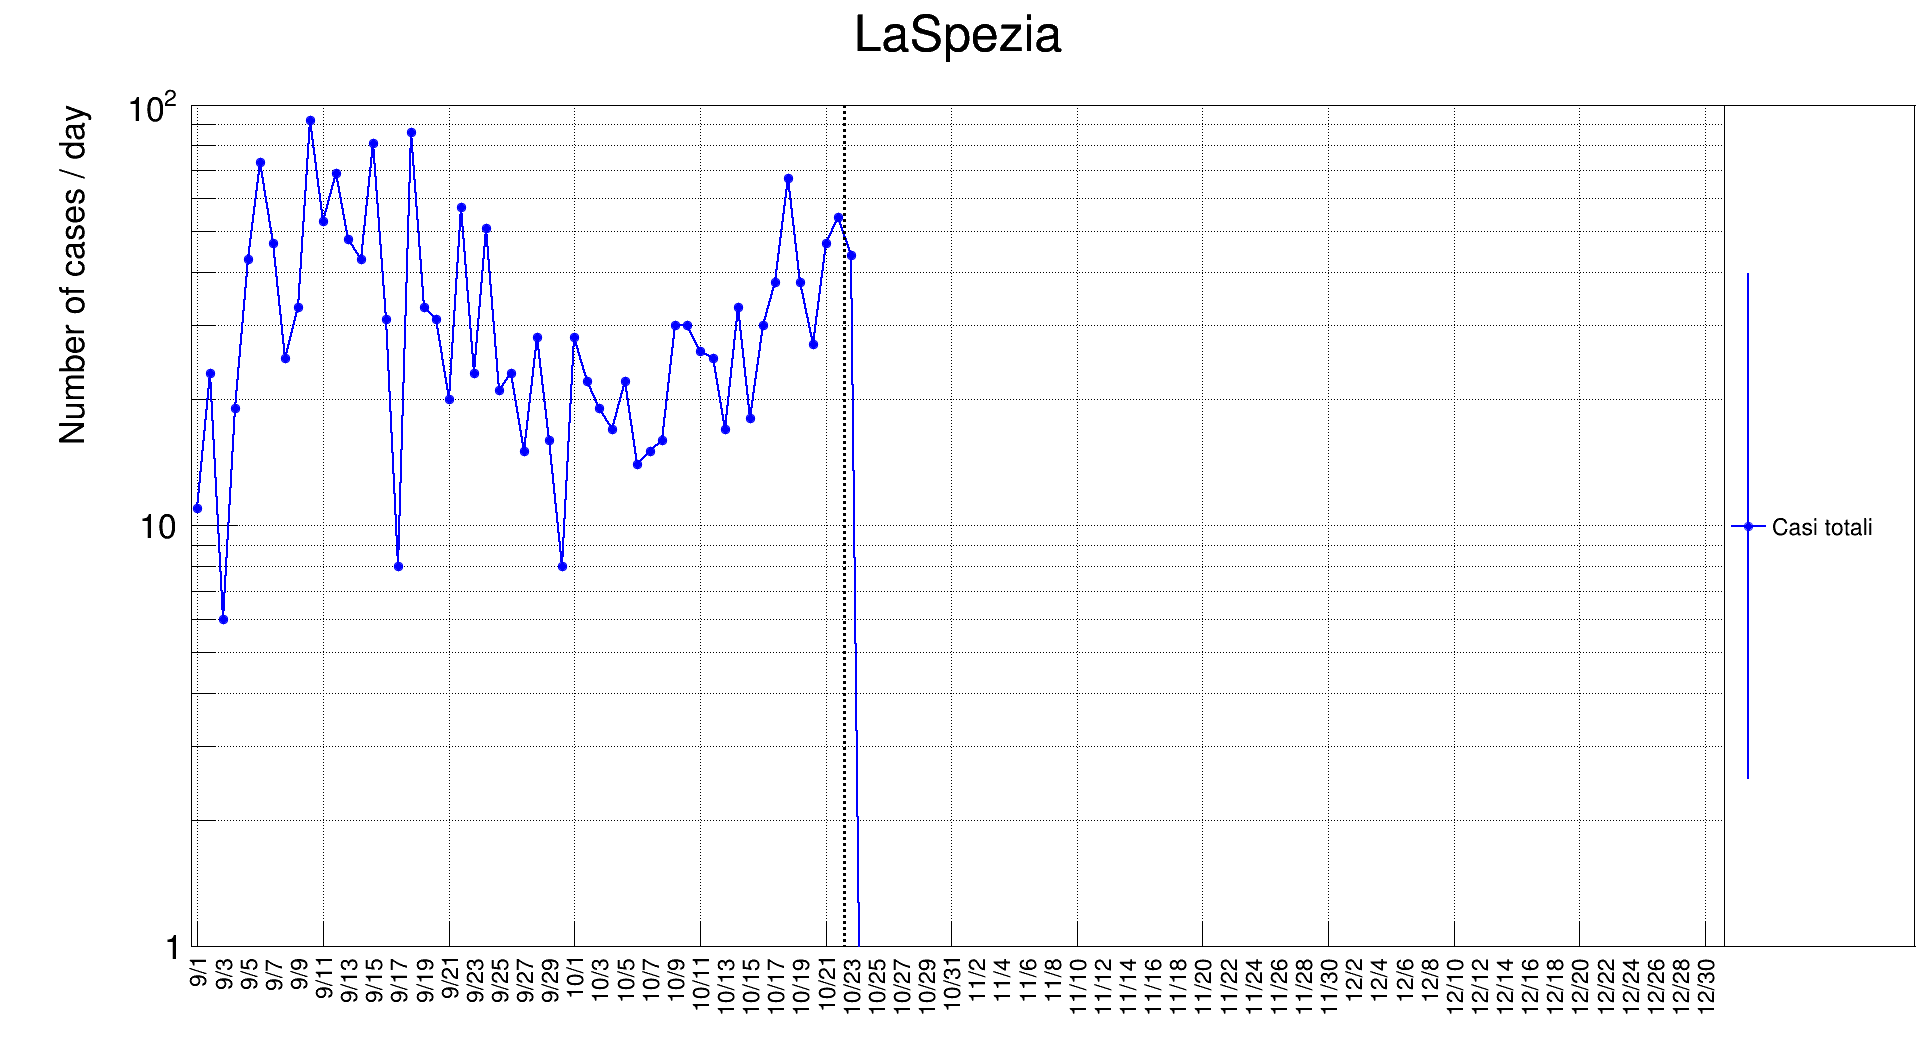 LaSpezia
Number of cases / day
10²
10
1
9/1 9/3 9/5 9/7 9/9 9/11 9/13 9/15 9/17 9/19 9/21 9/23 9/25 9/27 9/29 10/1 10/3 10/5 10/7 10/9 10/11 10/13 10/15 10/17 10/19 10/21 10/23 10/25 10/27 10/29 10/31 11/2 11/4 11/6 11/8 11/10 11/12 11/14 11/16 11/18 11/20 11/22 11/24 11/26 11/28 11/30 12/2 12/4 12/6 12/8 12/10 12/12 12/14 12/16 12/18 12/20 12/22 12/24 12/26 12/28 12/30
Casi totali